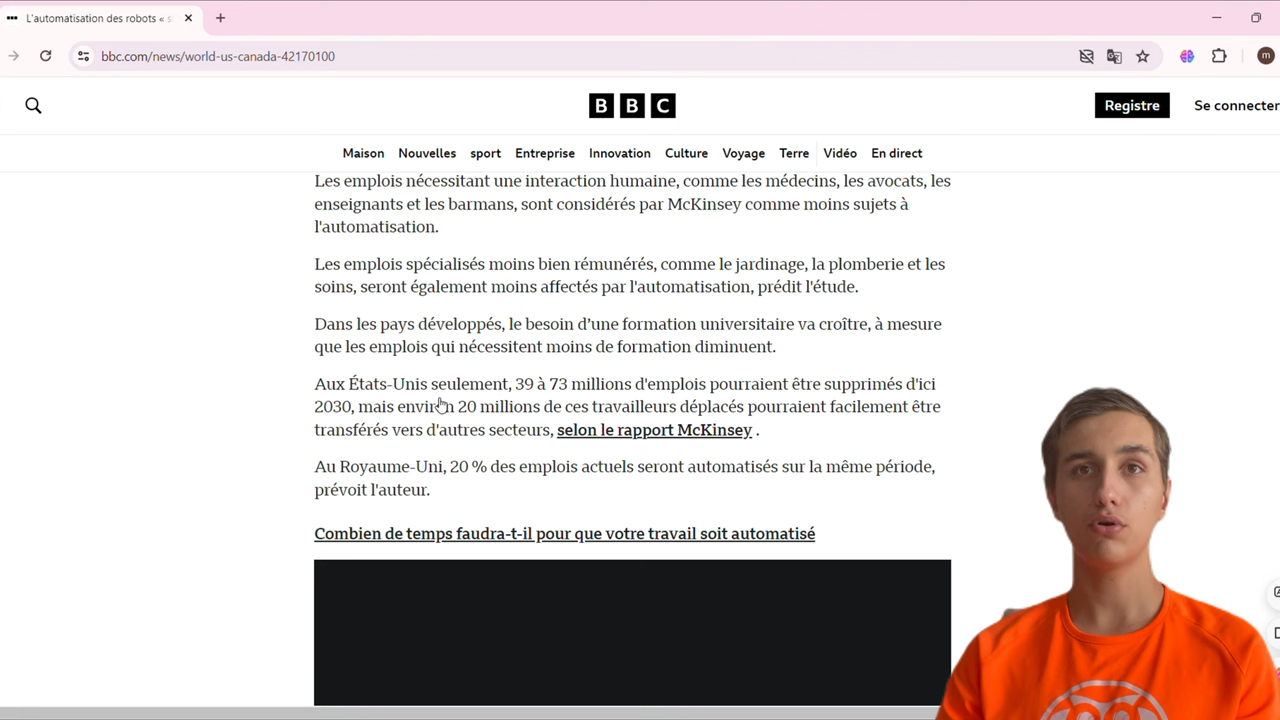 L'automatisation des robots « s
bbc.com/news/world-us-canada-42170100
m
BBC
Registre
Se connecter
Maison Nouvelles sport Entreprise Innovation Culture Voyage Terre Vidéo En direct
Les emplois nécessitant une interaction humaine, comme les médecins, les avocats, les
enseignants et les barmans, sont considérés par McKinsey comme moins sujets à
l'automatisation.
Les emplois spécialisés moins bien rémunérés, comme le jardinage, la plomberie et les
soins, seront également moins affectés par l'automatisation, prédit l'étude.
Dans les pays développés, le besoin d’une formation universitaire va croître, à mesure
que les emplois qui nécessitent moins de formation diminuent.
Aux États-Unis seulement, 39 à 73 millions d'emplois pourraient être supprimés d'ici
2030, mais environ 20 millions de ces travailleurs déplacés pourraient facilement être
transférés vers d'autres secteurs, selon le rapport McKinsey .
Au Royaume-Uni, 20 % des emplois actuels seront automatisés sur la même période,
prévoit l'auteur.
Combien de temps faudra-t-il pour que votre travail soit automatisé